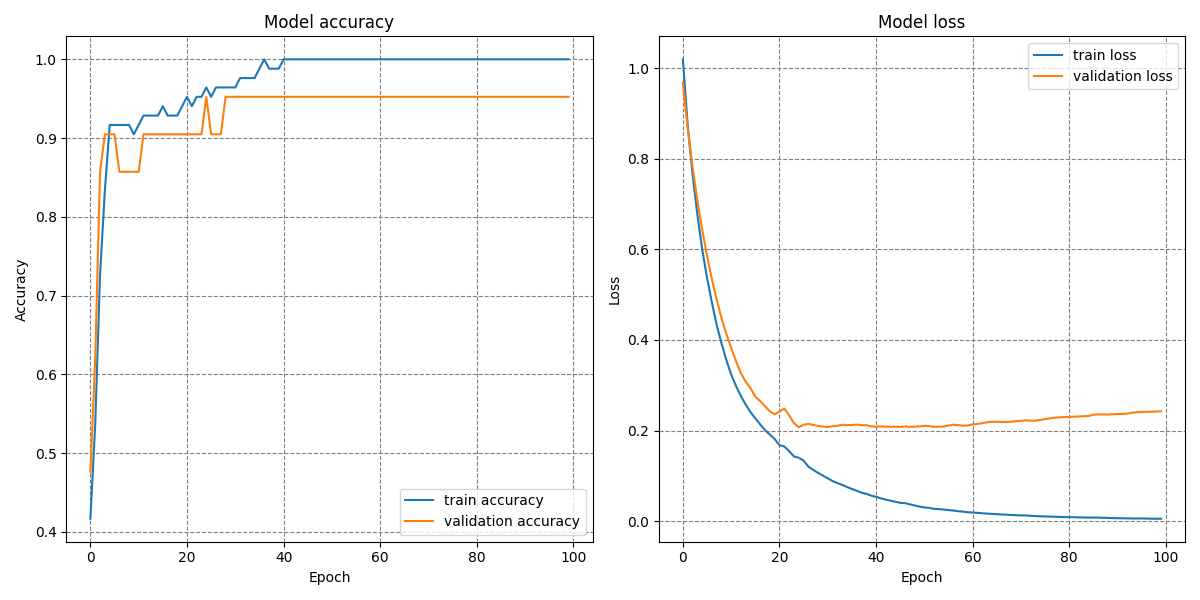 Model accuracy
Accuracy
1.0
0.9
0.8
0.7
0.6
0.5
0.4
0 20 40 60 80 100
Epoch
train accuracy
validation accuracy
Model loss
Loss
1.0
0.8
0.6
0.4
0.2
0.0
0 20 40 60 80 100
Epoch
train loss
validation loss